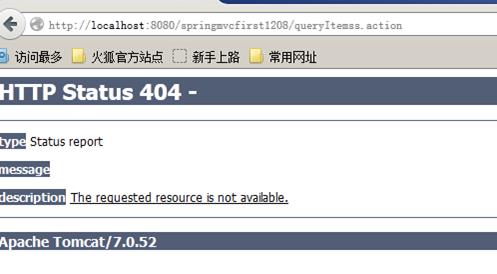 http://localhost:8080/springmvcfirst1208/queryItemss.action
访问最多 火狐官方站点 新手上路 常用网址
HTTP Status 404 -
type Status report
message
description The requested resource is not available.
Apache Tomcat/7.0.52